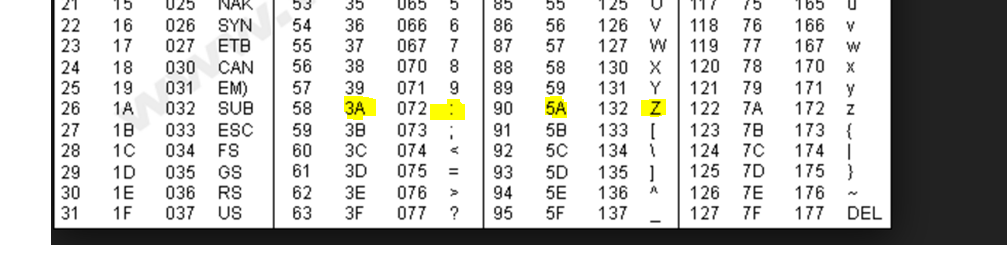 21 15 025 NAK 53 35 065 5 85 55 125 U 117 75 165 u
22 16 026 SYN 54 36 066 6 86 56 126 V 118 76 166 v
23 17 027 ETB 55 37 067 7 87 57 127 W 119 77 167 w
24 18 030 CAN 56 38 070 8 88 58 130 X 120 78 170 x
25 19 031 EM) 57 39 071 9 89 59 131 Y 121 79 171 y
26 1A 032 SUB 58 3A 072 : 90 5A 132 Z 122 7A 172 z
27 1B 033 ESC 59 3B 073 ; 91 5B 133 [ 123 7B 173 {
28 1C 034 FS 60 3C 074 < 92 5C 134 \ 124 7C 174 |
29 1D 035 GS 61 3D 075 = 93 5D 135 ] 125 7D 175 }
30 1E 036 RS 62 3E 076 > 94 5E 136 ^ 126 7E 176 ~
31 1F 037 US 63 3F 077 ? 95 5F 137 _ 127 7F 177 DEL
www.